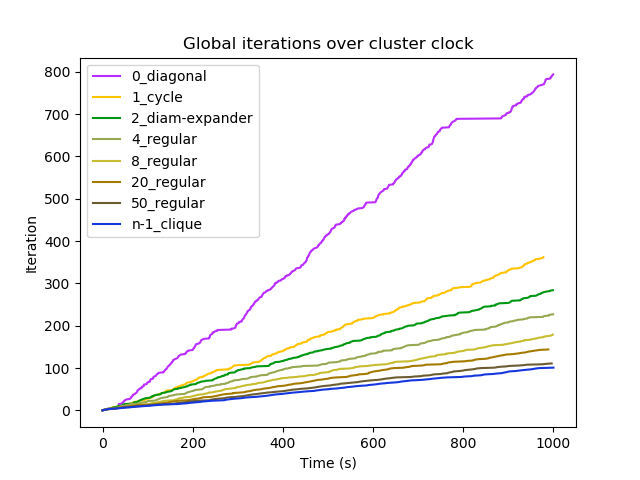 Global iterations over cluster clock
Iteration
800
700
600
500
400
300
200
100
0
0_diagonal
1_cycle
2_diam-expander
4_regular
8_regular
20_regular
50_regular
n-1_clique
0 200 400 600 800 1000
Time (s)